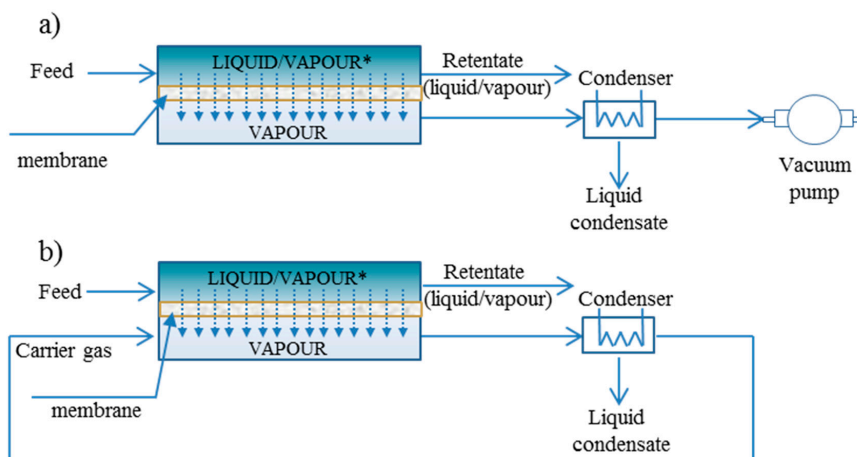 a)
LIQUID/VAPOUR*
Feed
Retentate
(liquid/vapour)
Condenser
VAPOUR
membrane
Liquid
condensate
Vacuum
pump
b)
LIQUID/VAPOUR*
Feed
Retentate
(liquid/vapour)
Condenser
Carrier gas
VAPOUR
membrane
Liquid
condensate